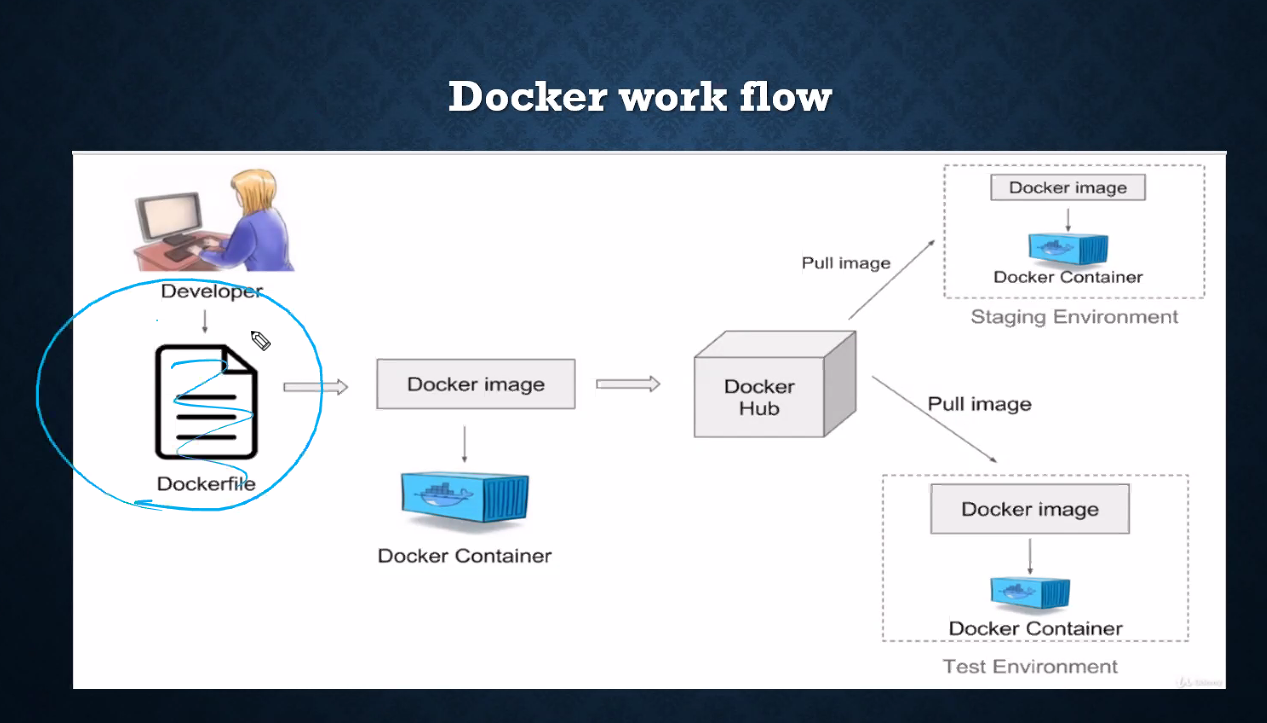 Docker work flow
Developer
Dockerfile
Docker image
Docker Container
Docker
Hub
Pull image
Docker image
Docker Container
Staging Environment
Pull image
Docker image
Docker Container
Test Environment